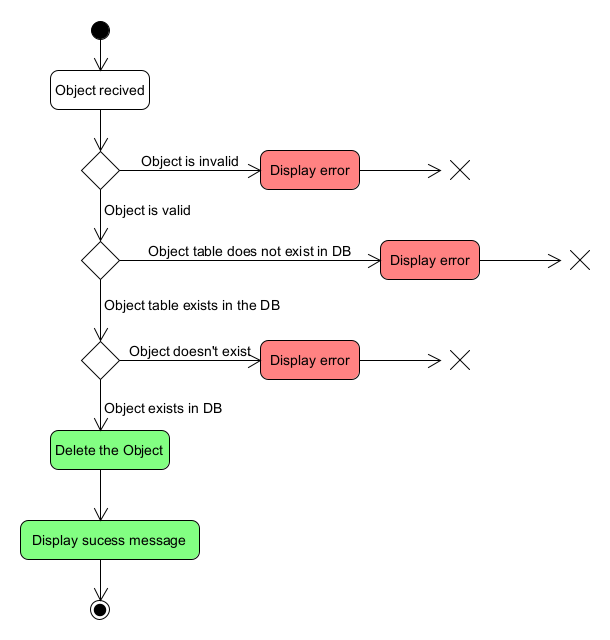 Object recived
Object is invalid
Display error
Object is valid
Object table does not exist in DB
Display error
Object table exists in the DB
Object doesn't exist
Display error
Object exists in DB
Delete the Object
Display sucess message